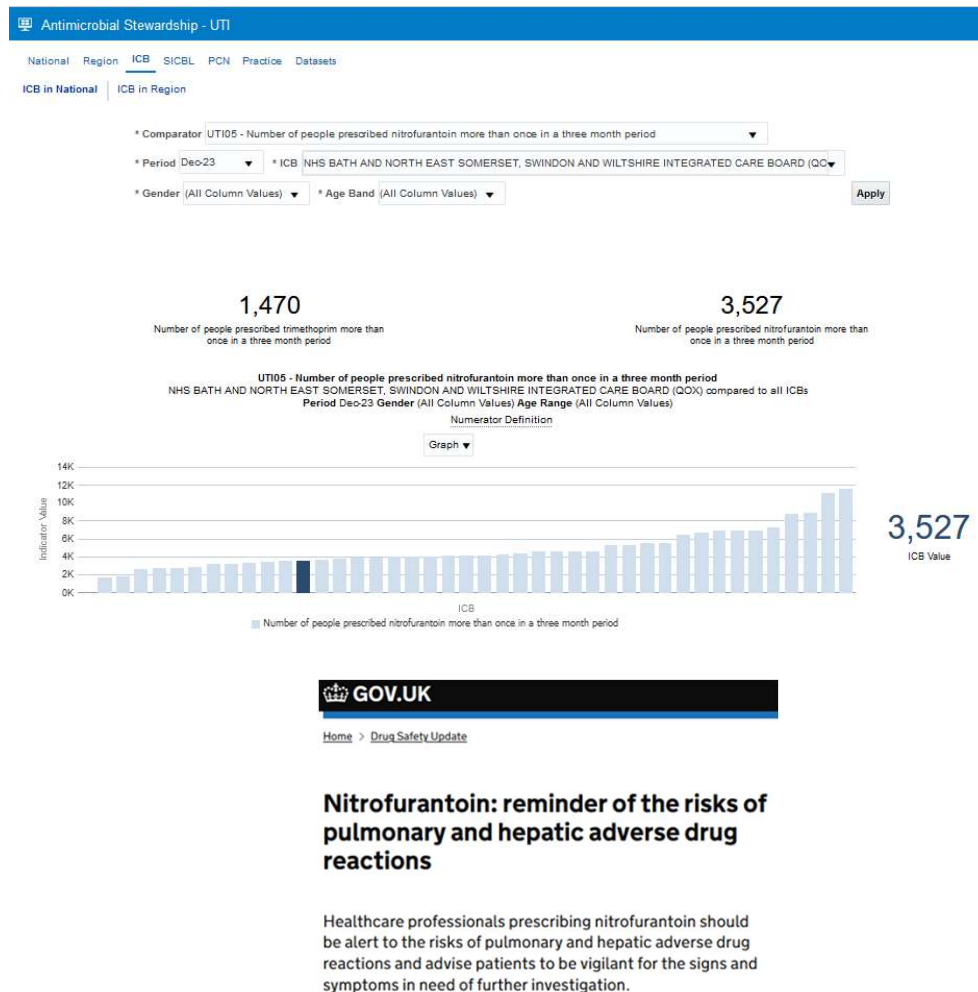 Antimicrobial Stewardship - UTI
National Region ICB SICBL PCN Practice Datasets
ICB in National ICB in Region
* Comparator UTI05 - Number of people prescribed nitrofurantoin more than once in a three month period
* Period Dec-23 * ICB NHS BATH AND NORTH EAST SOMERSET, SWINDON AND WILTSHIRE INTEGRATED CARE BOARD (QO
* Gender (All Column Values) * Age Band (All Column Values) Apply
1,470 3,527
Number of people prescribed trimethoprim more than Number of people prescribed nitrofurantoin more than
once in a three month period once in a three month period
UTI05 - Number of people prescribed nitrofurantoin more than once in a three month period
NHS BATH AND NORTH EAST SOMERSET, SWINDON AND WILTSHIRE INTEGRATED CARE BOARD (QOX) compared to all ICBs
Period Dec-23 Gender (All Column Values) Age Range (All Column Values)
Numerator Definition
Graph
14K
12K
10K
8K
6K
4K
2K
0K
Indicator Value
ICB
Number of people prescribed nitrofurantoin more than once in a three month period
3,527
ICB Value
GOV.UK
Home > Drug Safety Update
Nitrofurantoin: reminder of the risks of
pulmonary and hepatic adverse drug
reactions
Healthcare professionals prescribing nitrofurantoin should
be alert to the risks of pulmonary and hepatic adverse drug
reactions and advise patients to be vigilant for the signs and
symptoms in need of further investigation.